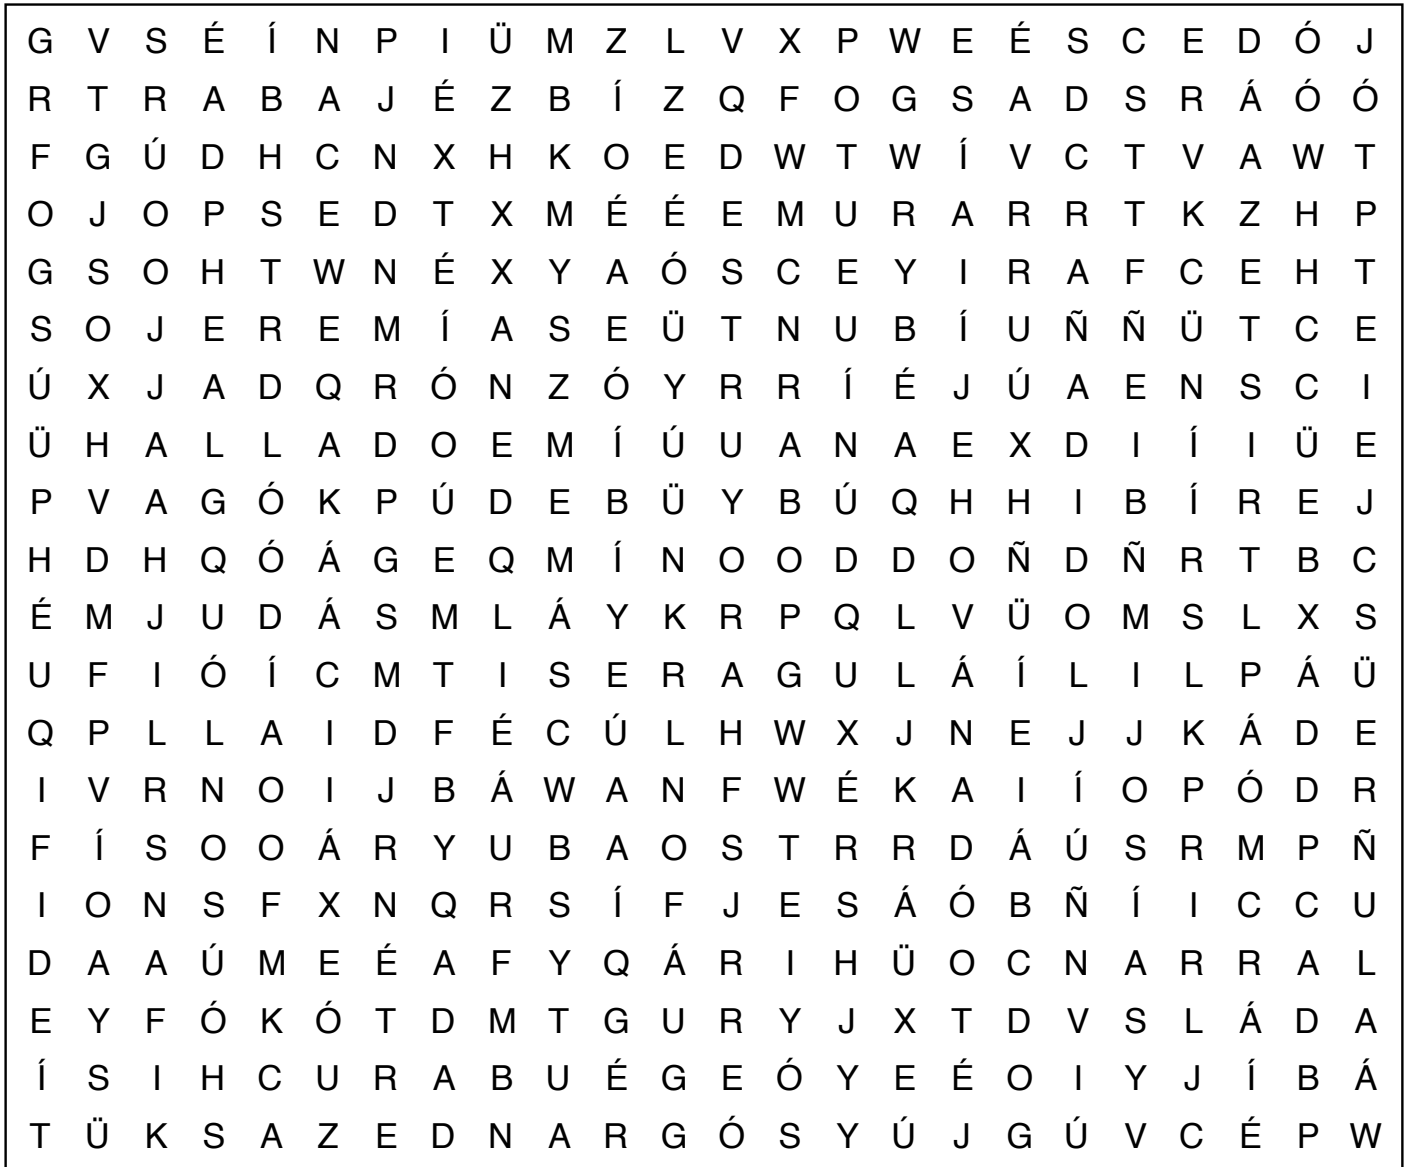 G V S É Í N P I Ü M Z L V X P W E É S C E D Ó J
R T R A B A J É Z B Í Z Q F O G S A D S R Á Ó Ó
F G Ú D H C N X H K O E D W T W Í V C T V A W T
O J O P S E D T X M É É E M U R A R R T K Z H P
G S O H T W N É X Y A Ó S C E Y I R A F C E H T
S O J E R E M Í A S E Ü T N U B Í U Ñ Ñ Ü T C E
Ú X J A D Q R Ó N Z Ó Y R R Í É J Ú A E N S C I
Ü H A L L A D O E M Í Ú U A N A E X D I Í I Ü E
P V A G Ó K P Ú D E B Ü Y B Ú Q H H I B Í R E J
H D H Q Ó Á G E Q M Í N O O D D O Ñ D Ñ R T B C
É M J U D Á S M L Á Y K R P Q L V Ü O M S L X S
U F I Ó Í C M T I S E R A G U L Á Í L I L P Á Ü
Q P L L A I D F É C Ú L H W X J N E J J K Á D E
I V R N O I J B Á W A N F W É K A I Í O P Ó D R
F Í S O O Á R Y U B A O S T R R D Á Ú S R M P Ñ
I O N S F X N Q R S Í F J E S Á Ó B Ñ Í I C C U
D A A Ú M E É A F Y Q Á R I H Ü O C N A R R A L
E Y F Ó K Ó T D M T G U R Y J X T D V S L Á D A
Í S I H C U R A B U É G E Ó Y E É O I Y J Í B Á
T Ü K S A Z E D N A R G Ó S Y Ú J G Ú V C É P W